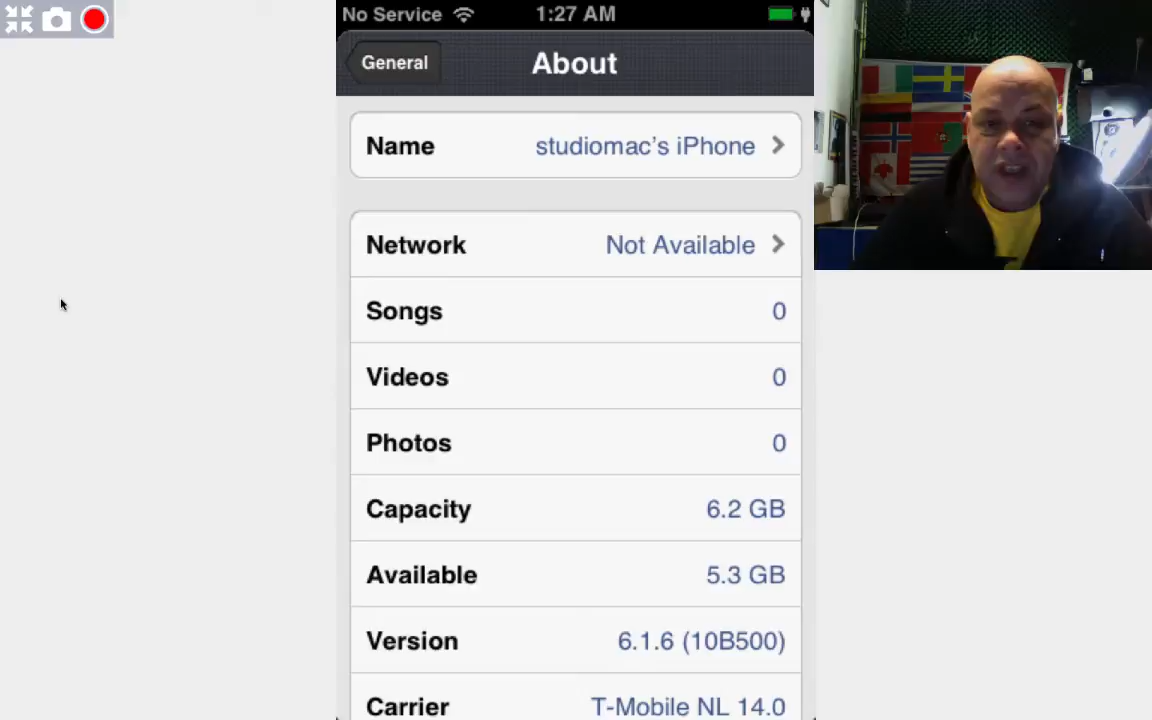 No Service 1:27 AM
General About
Name studiomac's iPhone
Network Not Available
Songs 0
Videos 0
Photos 0
Capacity 6.2 GB
Available 5.3 GB
Version 6.1.6 (10B500)
Carrier T-Mobile NL 14.0